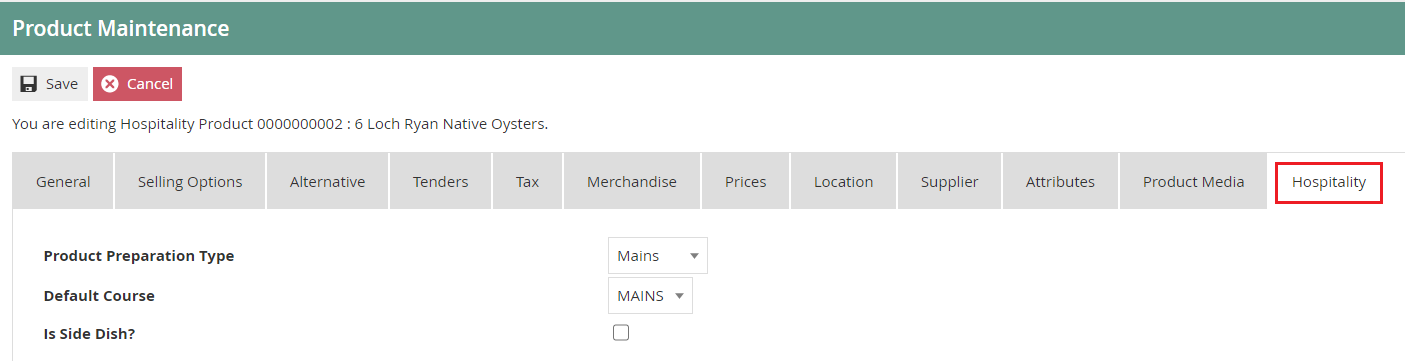 Product Maintenance
Save Cancel
You are editing Hospitality Product 0000000002 : 6 Loch Ryan Native Oysters.
General Selling Options Alternative Tenders Tax Merchandise Prices Location Supplier Attributes Product Media Hospitality
Product Preparation Type Mains
Default Course MAINS
Is Side Dish?